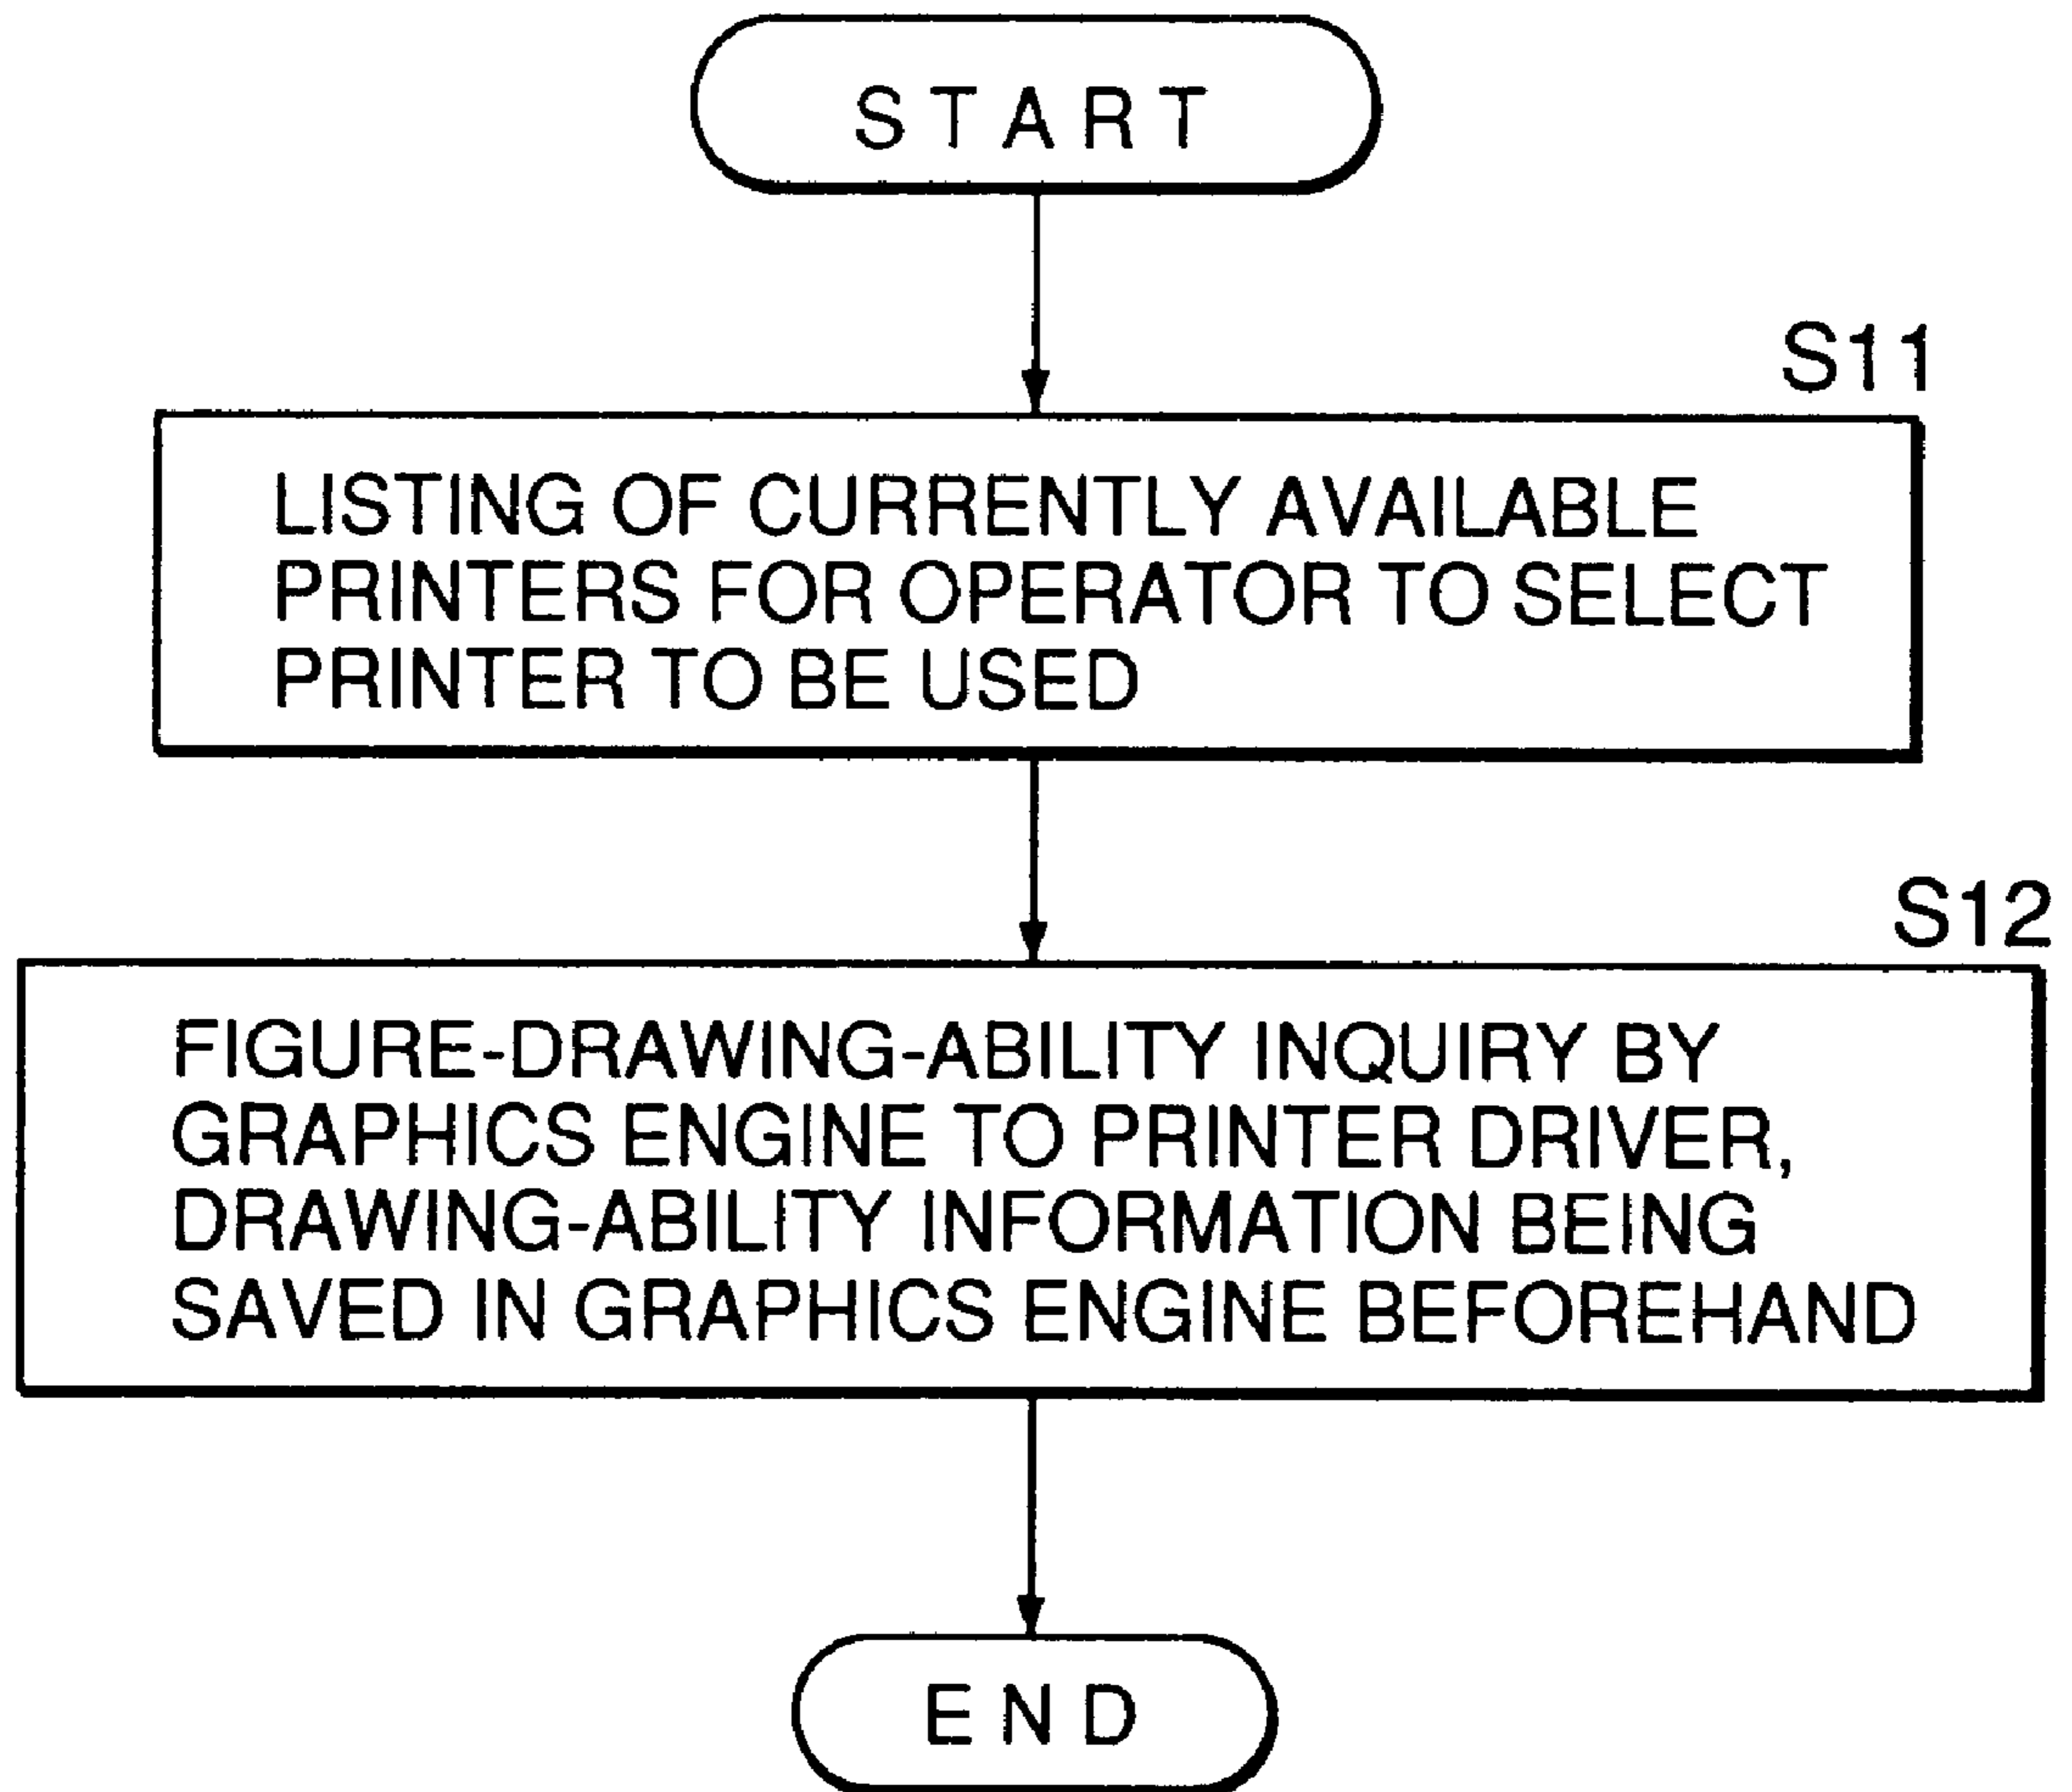 START
S11
LISTING OF CURRENTLY AVAILABLE
PRINTERS FOR OPERATOR TO SELECT
PRINTER TO BE USED
S12
FIGURE-DRAWING-ABILITY INQUIRY BY
GRAPHICS ENGINE TO PRINTER DRIVER,
DRAWING-ABILITY INFORMATION BEING
SAVED IN GRAPHICS ENGINE BEFOREHAND
END